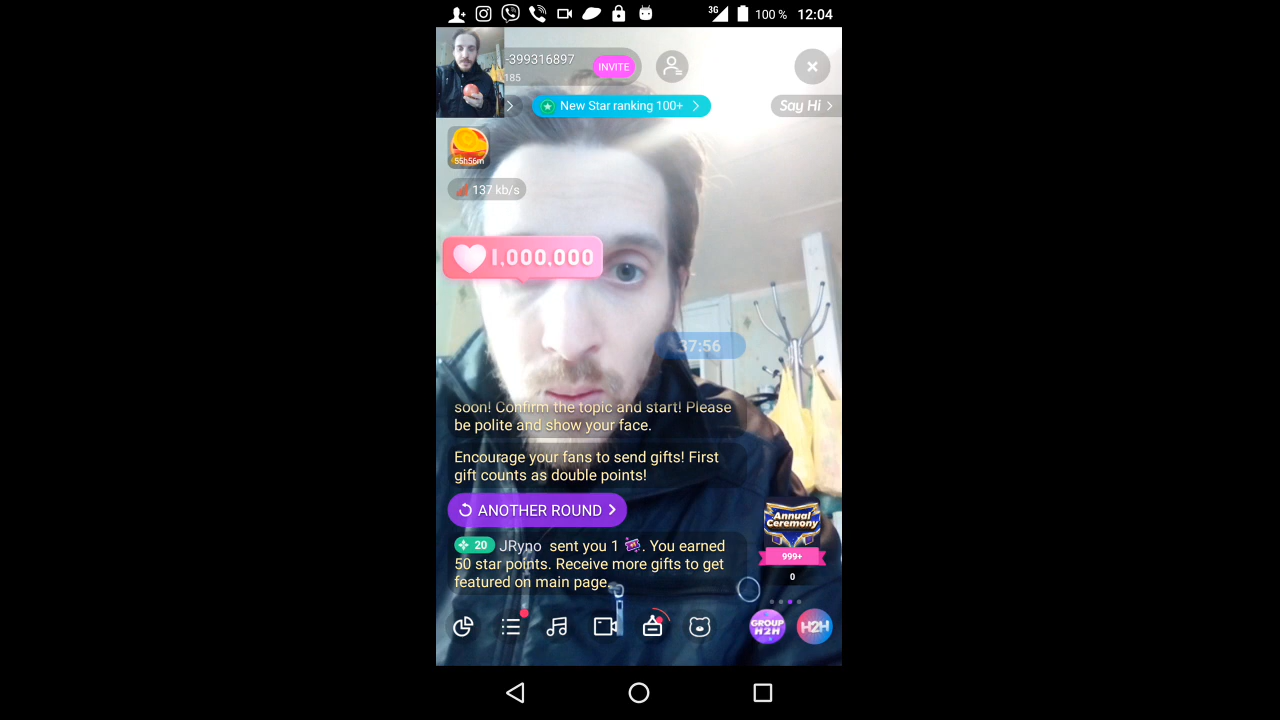 3G 100 % 12:04
-399316897
185
INVITE
New Star ranking 100+
Say Hi
55h56m
137 kb/s
1,000,000
37:56
soon! Confirm the topic and start! Please
be polite and show your face.
Encourage your fans to send gifts! First
gift counts as double points!
ANOTHER ROUND
20 JRyno sent you 1 . You earned
50 star points. Receive more gifts to get
featured on main page.
Annual
Ceremony
999+
0
GROUP
H2H
H2H